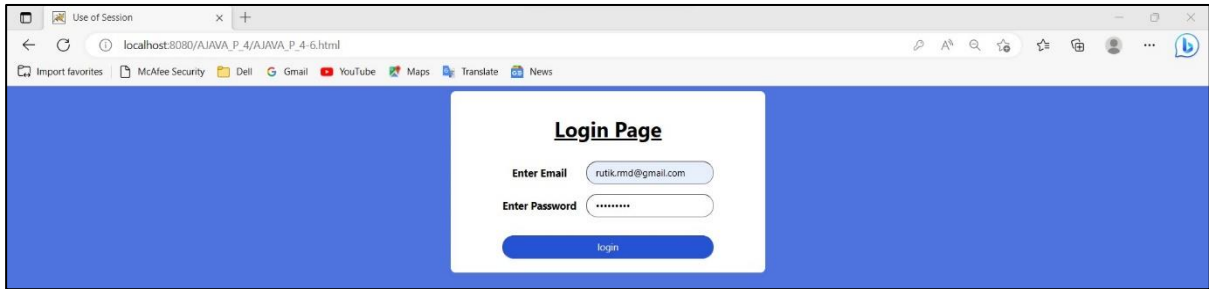 Use of Session
localhost:8080/AJAVA_P_4/AJAVA_P_4-6.html
Import favorites McAfee Security Dell Gmail YouTube Maps Translate News
Login Page
Enter Email rutik.rmd@gmail.com
Enter Password •••••••••
login